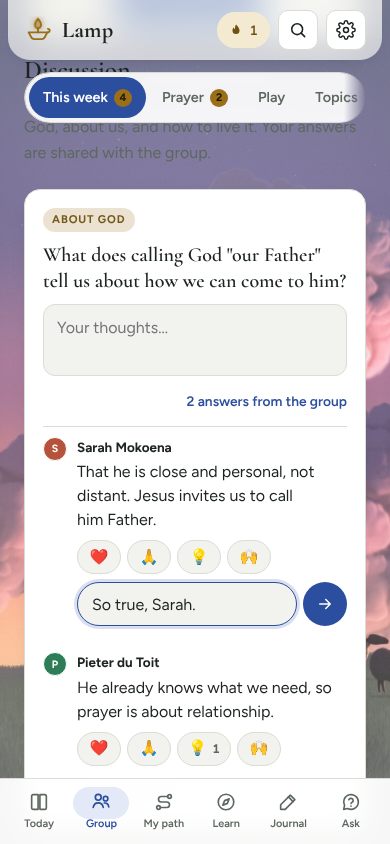 Lamp
1
Discussion
This week 4
Prayer 2
Play
Topics
God, about us, and how to live it. Your answers
are shared with the group.
ABOUT GOD
What does calling God "our Father"
tell us about how we can come to him?
Your thoughts...
2 answers from the group
S
Sarah Mokoena
That he is close and personal, not
distant. Jesus invites us to call
him Father.
So true, Sarah.
P
Pieter du Toit
He already knows what we need, so
prayer is about relationship.
1
Today
Group
My path
Learn
Journal
Ask